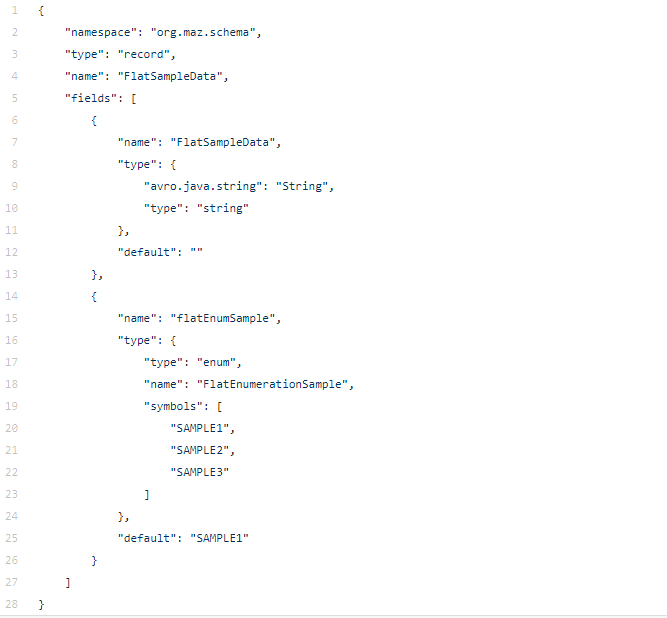 1 {
2     "namespace": "org.maz.schema",
3     "type": "record",
4     "name": "FlatSampleData",
5     "fields": [
6         {
7             "name": "FlatSampleData",
8             "type": {
9                 "avro.java.string": "String",
10                 "type": "string"
11             },
12             "default": ""
13         },
14         {
15             "name": "flatEnumSample",
16             "type": {
17                 "type": "enum",
18                 "name": "FlatEnumerationSample",
19                 "symbols": [
20                     "SAMPLE1",
21                     "SAMPLE2",
22                     "SAMPLE3"
23                 ]
24             },
25             "default": "SAMPLE1"
26         }
27     ]
28 }